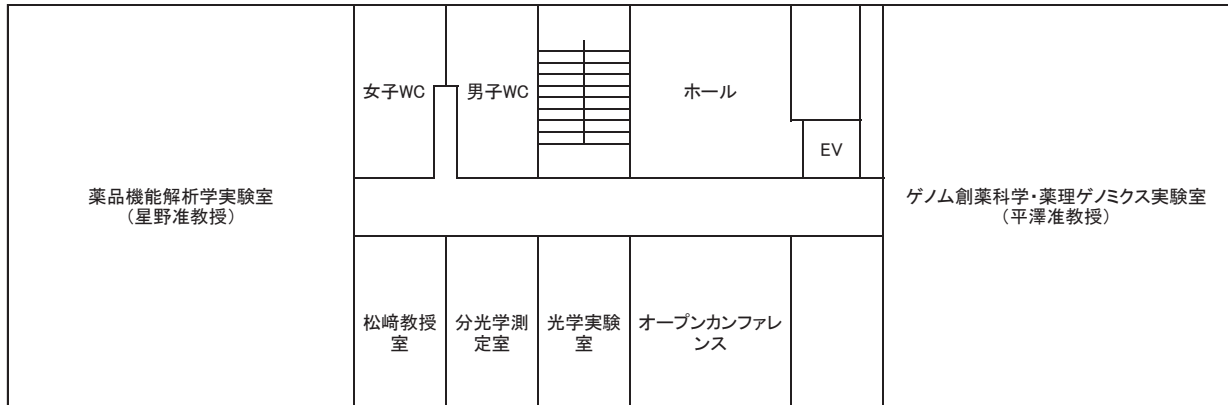 女子WC
男子WC
ホール
EV
薬品機能解析学実験室
（星野准教授）
ゲノム創薬科学・薬理ゲノミクス実験室
（平澤准教授）
松﨑教授
室
分光学測
定室
光学実験
室
オープンカンファレ
ンス